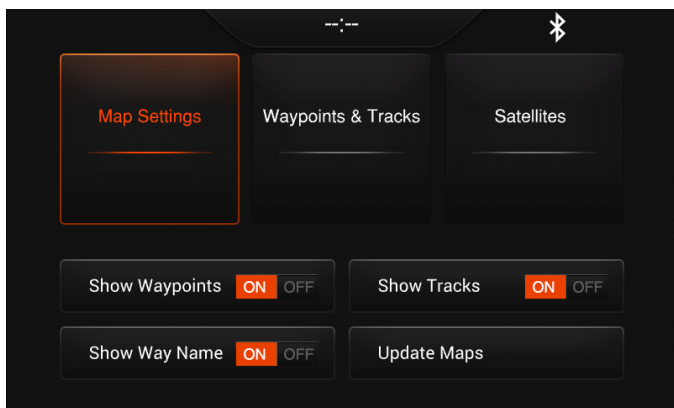 --:--
Map Settings
Waypoints & Tracks
Satellites
Show Waypoints ON OFF
Show Tracks ON OFF
Show Way Name ON OFF
Update Maps